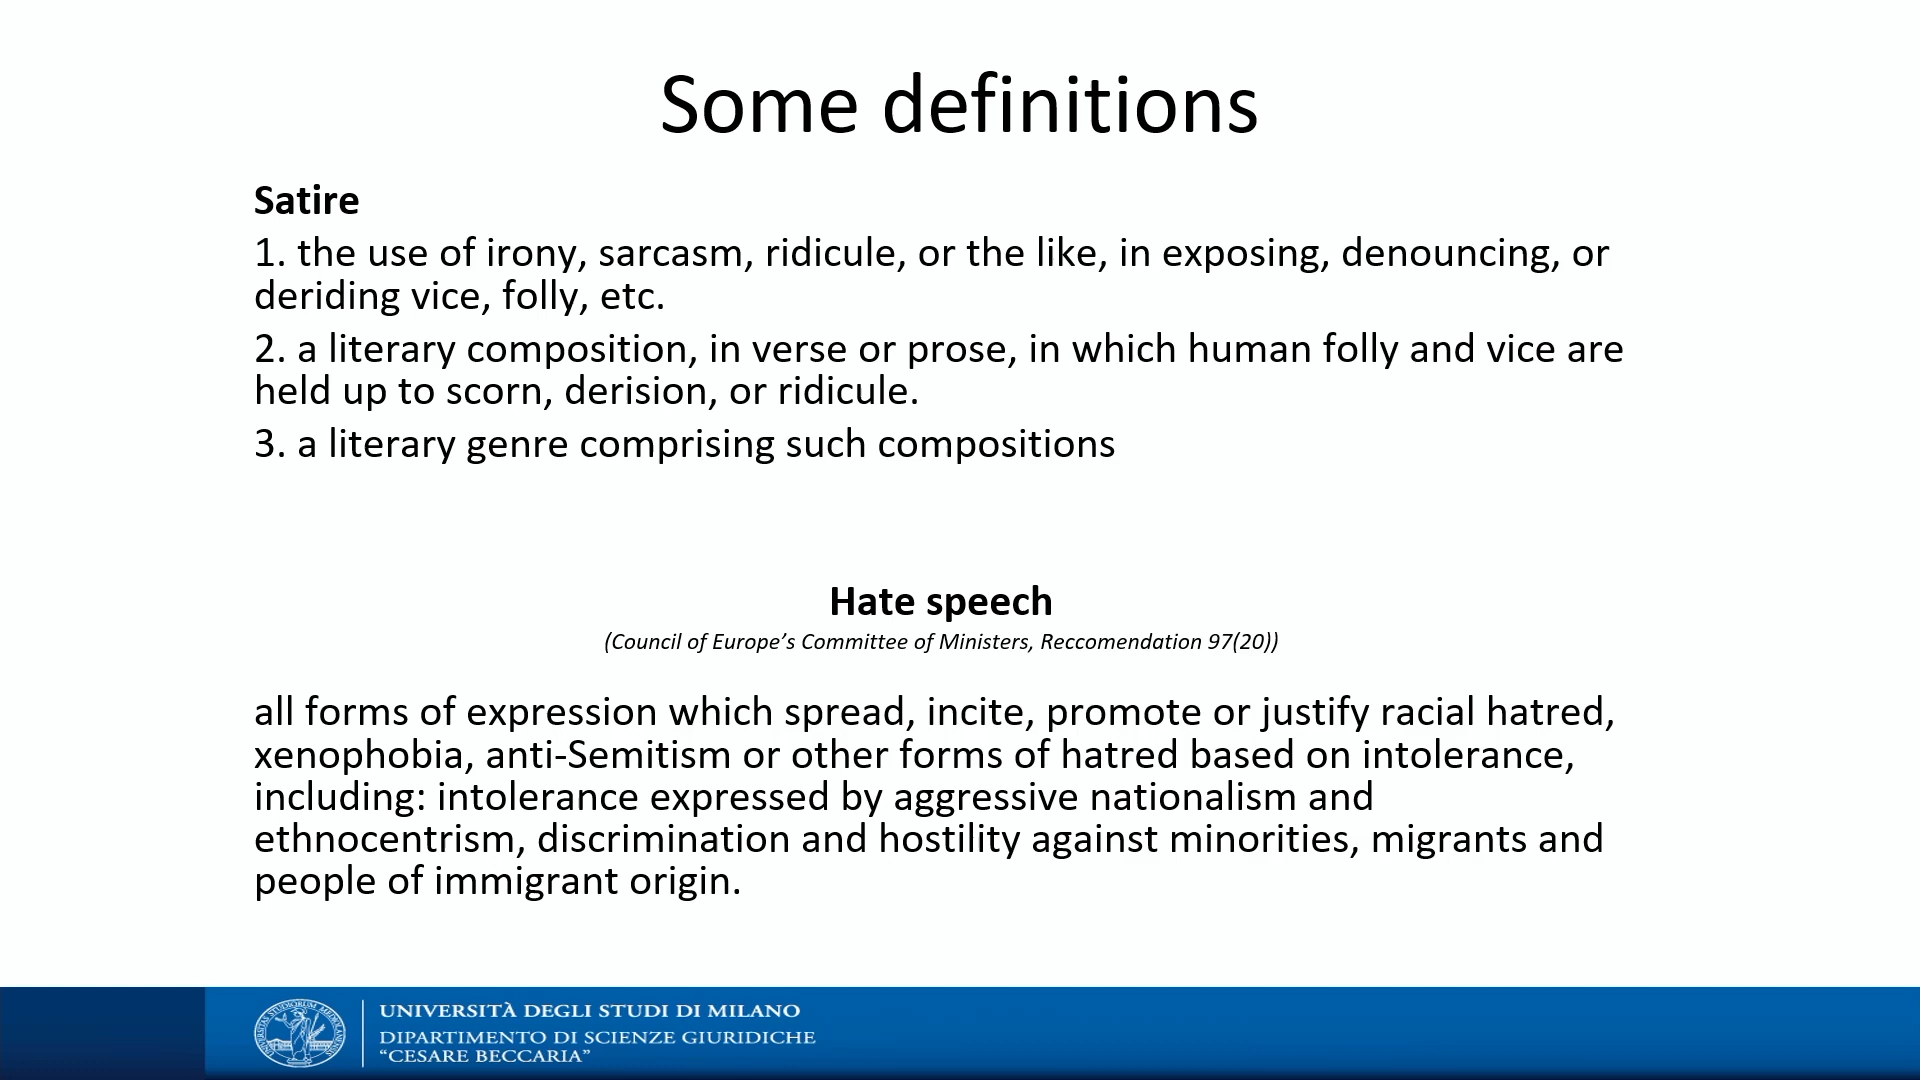 Some definitions
Satire
1. the use of irony, sarcasm, ridicule, or the like, in exposing, denouncing, or
deriding vice, folly, etc.
2. a literary composition, in verse or prose, in which human folly and vice are
held up to scorn, derision, or ridicule.
3. a literary genre comprising such compositions
Hate speech
(Council of Europe’s Committee of Ministers, Reccomendation 97(20))
all forms of expression which spread, incite, promote or justify racial hatred,
xenophobia, anti-Semitism or other forms of hatred based on intolerance,
including: intolerance expressed by aggressive nationalism and
ethnocentrism, discrimination and hostility against minorities, migrants and
people of immigrant origin.
UNIVERSITÀ DEGLI STUDI DI MILANO
DIPARTIMENTO DI SCIENZE GIURIDICHE
“CESARE BECCARIA”